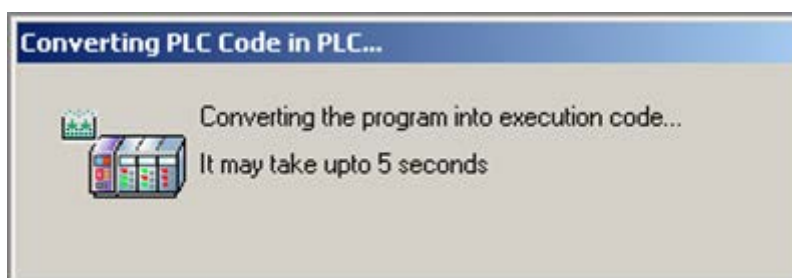 Converting PLC Code in PLC...
Converting the program into execution code...
It may take upto 5 seconds